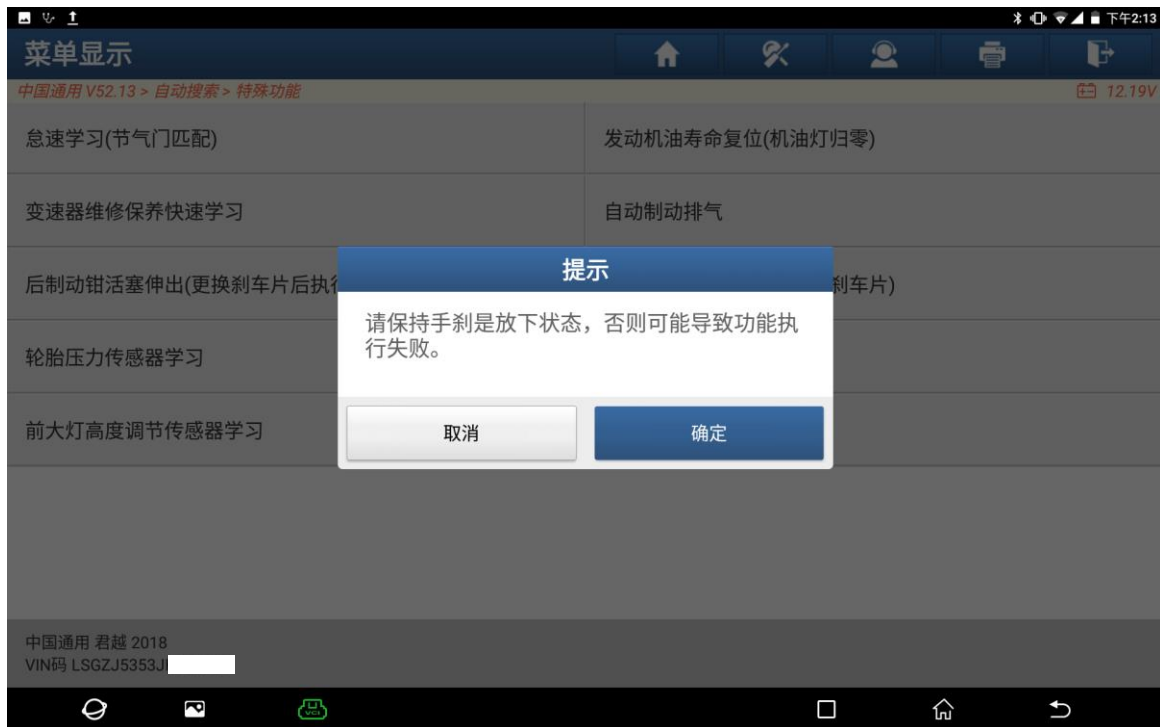 下午2:13
菜单显示
中国通用 V52.13 > 自动搜索 > 特殊功能
12.19V
怠速学习(节气门匹配)
发动机油寿命复位(机油灯归零)
变速器维修保养快速学习
自动制动排气
后制动钳活塞伸出(更换刹车片后执行
刹车片)
提示
请保持手刹是放下状态，否则可能导致功能执
行失败。
轮胎压力传感器学习
前大灯高度调节传感器学习
取消
确定
中国通用 君越 2018
VIN码 LSGZJ5353J
VCI